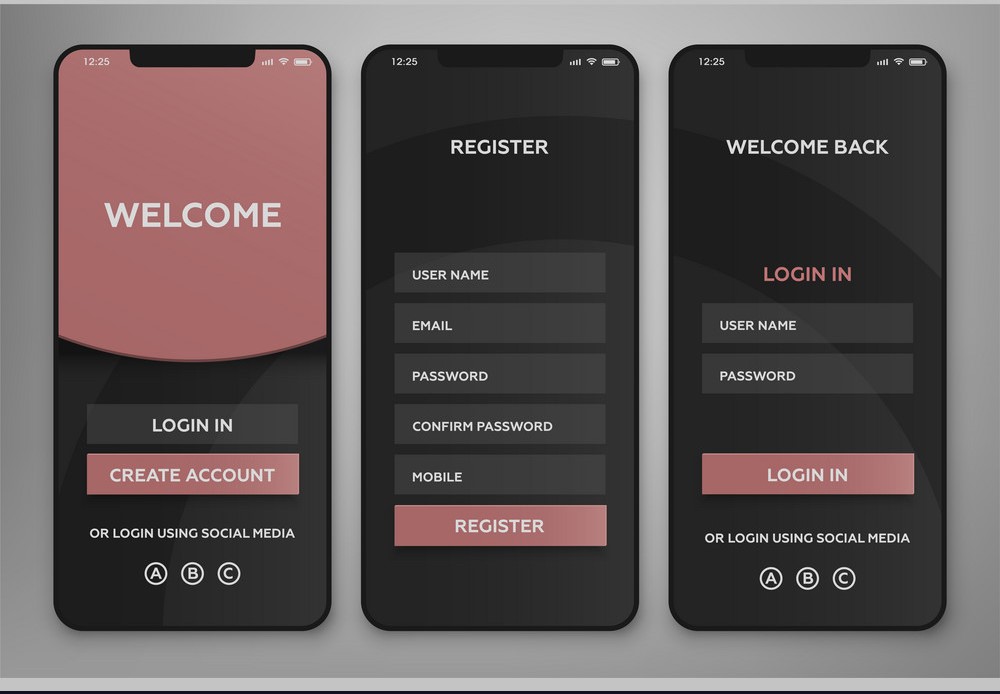 12:25
WELCOME
LOGIN IN
CREATE ACCOUNT
OR LOGIN USING SOCIAL MEDIA
A B C
12:25
REGISTER
USER NAME
EMAIL
PASSWORD
CONFIRM PASSWORD
MOBILE
REGISTER
12:25
WELCOME BACK
LOGIN IN
USER NAME
PASSWORD
LOGIN IN
OR LOGIN USING SOCIAL MEDIA
A B C